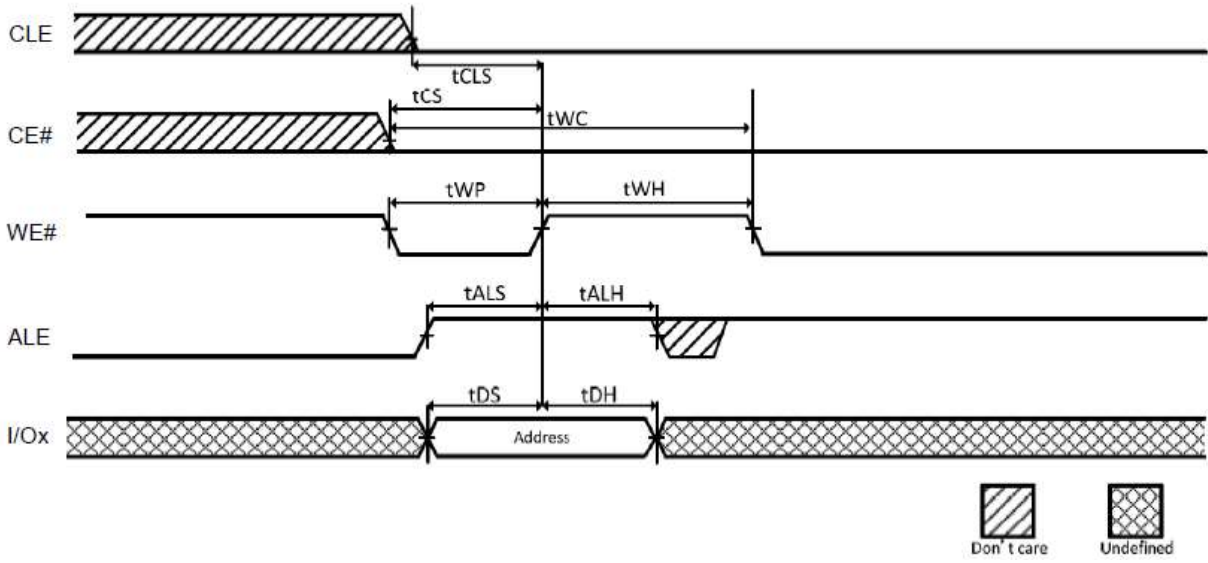 CLE
tCLS
tCS
CE#
tWC
tWP
tWH
WE#
tALS
tALH
ALE
tDS
tDH
I/Ox
Address
Don't care
Undefined